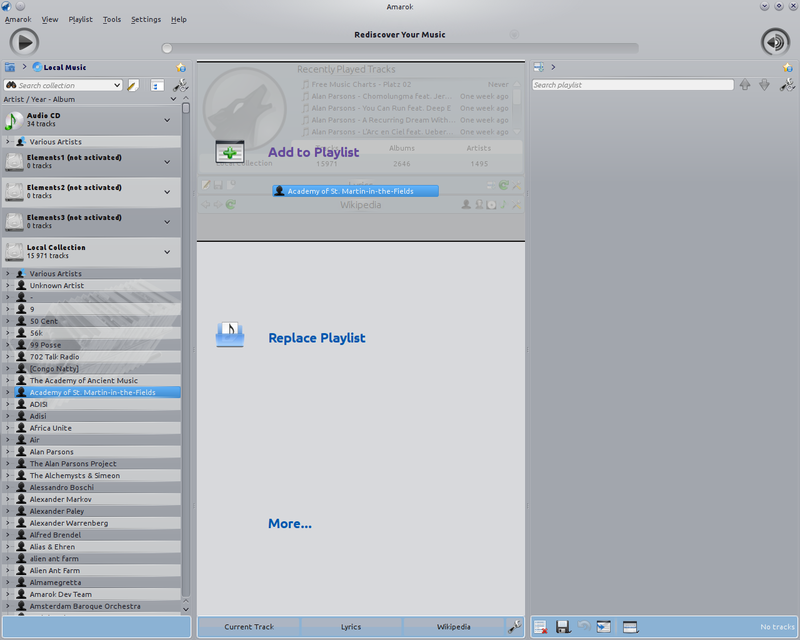 Amarok
Amarok View Playlist Tools Settings Help
Rediscover Your Music
Local Music
Search collection
Artist / Year - Album
Audio CD
34 tracks
Various Artists
Elements1 (not activated)
0 tracks
Elements2 (not activated)
0 tracks
Elements3 (not activated)
0 tracks
Local Collection
15 971 tracks
Various Artists
Unknown Artist
-
9
50 Cent
56k
99 Posse
702 Talk Radio
[Congo Natty]
The Academy of Ancient Music
Academy of St. Martin-in-the-Fields
ADISI
Adisi
Africa Unite
Air
Alan Parsons
The Alan Parsons Project
The Alchemysts & Simeon
Alessandro Boschi
Alexander Markov
Alexander Paley
Alexander Warrenberg
Alfred Brendel
Alias & Ehren
alien ant farm
Alien Ant Farm
Almamegretta
Amarok Dev Team
Amsterdam Baroque Orchestra
Recently Played Tracks
Free Music Charts - Platz 02 Never
Alan Parsons - Chomolungma feat. Jer... One week ago
Alan Parsons - You Can Run feat. Deep E One week ago
Alan Parsons - A Recurring Dream With... One week ago
Alan Parsons - L'Arc en Ciel feat. Ueber... One week ago
Add to Playlist
Albums Artists
Collection 15971 2646 1495
Academy of St. Martin-in-the-Fields
Wikipedia
Replace Playlist
More...
Current Track Lyrics Wikipedia
Search playlist
No tracks